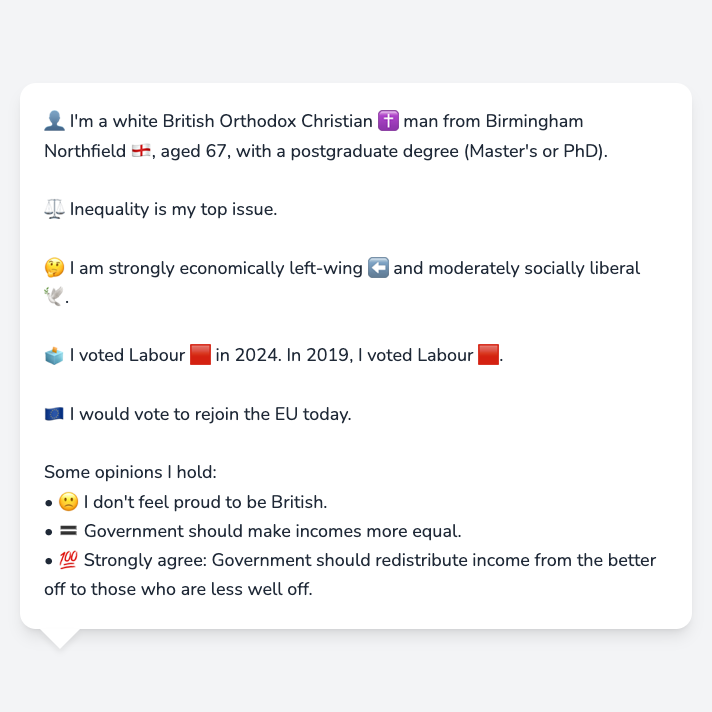 👤 I'm a white British Orthodox Christian ✝️ man from Birmingham
Northfield 🏴󠁧󠁢󠁥󠁮󠁧󠁿, aged 67, with a postgraduate degree (Master's or PhD).
⚖️ Inequality is my top issue.
🤔 I am strongly economically left-wing ⬅️ and moderately socially liberal
🕊️.
🗳️ I voted Labour 🟥 in 2024. In 2019, I voted Labour 🟥.
🇪🇺 I would vote to rejoin the EU today.
Some opinions I hold:
• 🙁 I don't feel proud to be British.
• 🟰 Government should make incomes more equal.
• 💯 Strongly agree: Government should redistribute income from the better
off to those who are less well off.